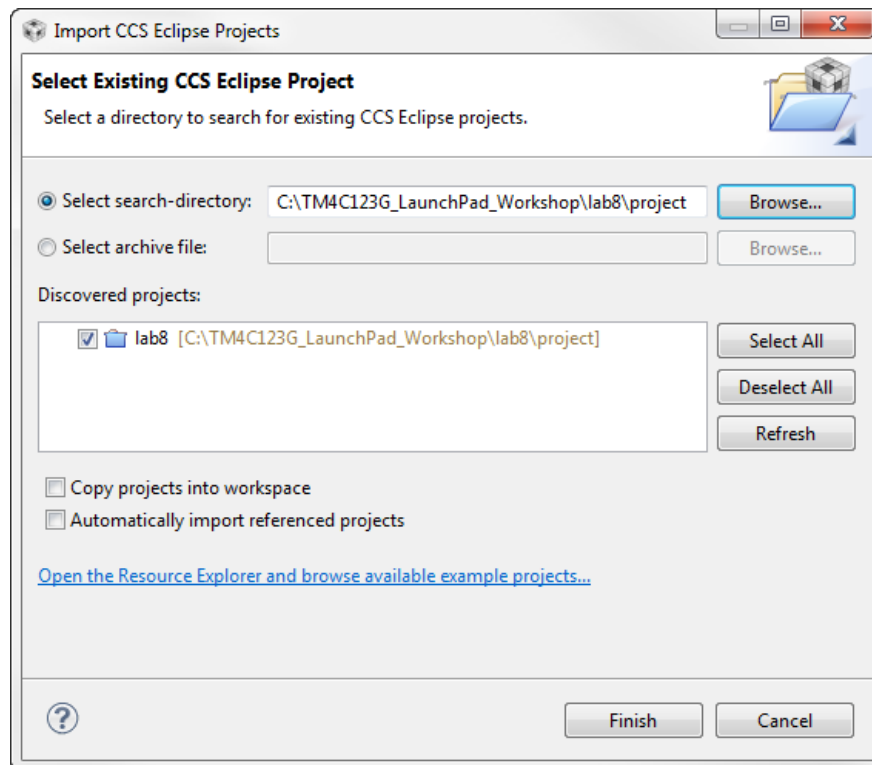 Import CCS Eclipse Projects
Select Existing CCS Eclipse Project
Select a directory to search for existing CCS Eclipse projects.
Select search-directory: C:\TM4C123G_LaunchPad_Workshop\lab8\project Browse...
Select archive file: Browse...
Discovered projects:
lab8 [C:\TM4C123G_LaunchPad_Workshop\lab8\project] Select All
Deselect All
Refresh
Copy projects into workspace
Automatically import referenced projects
Open the Resource Explorer and browse available example projects...
? Finish Cancel